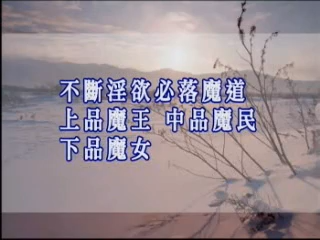 不斷淫欲必落魔道
上品魔王 中品魔民
下品魔女